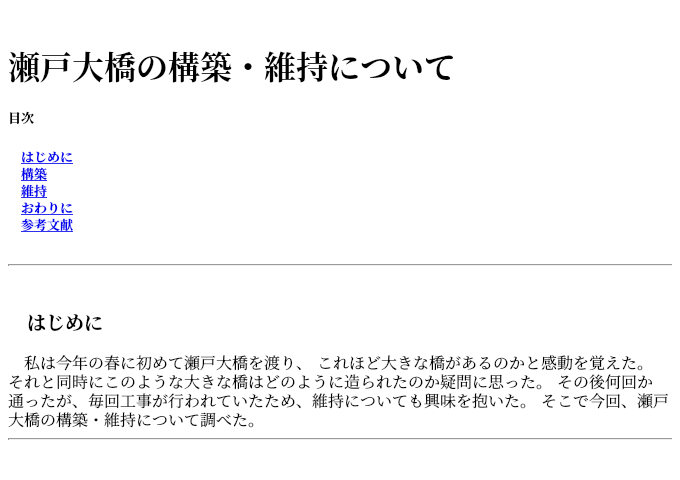 瀬戸大橋の構築・維持について
目次
はじめに
構築
維持
おわりに
参考文献
はじめに
私は今年の春に初めて瀬戸大橋を渡り、 これほど大きな橋があるのかと感動を覚えた。
それと同時にこのような大きな橋はどのように造られたのか疑問に思った。 その後何回か
通ったが、毎回工事が行われていたため、維持についても興味を抱いた。 そこで今回、瀬戸
大橋の構築・維持について調べた。